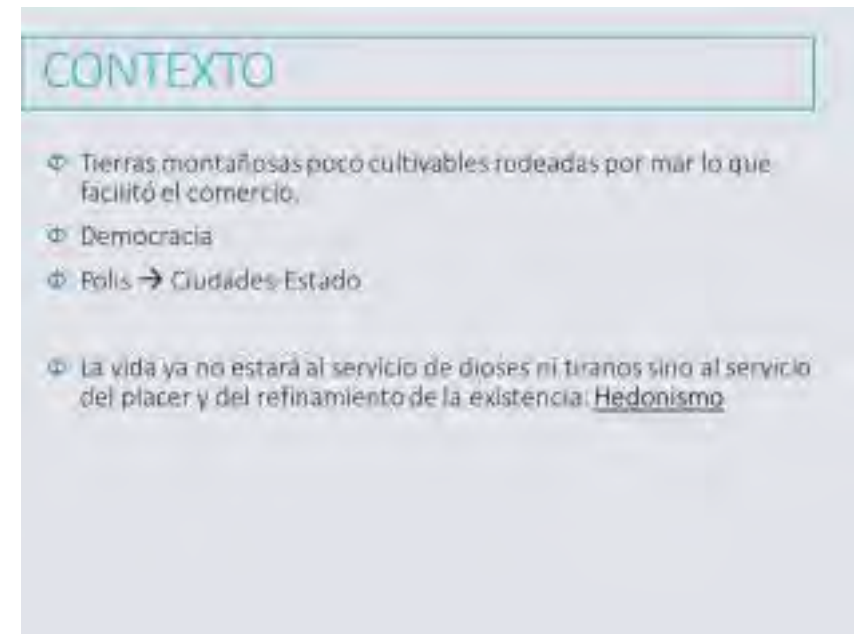 CONTEXTO
Tierras montañosas poco cultivables rodeadas por mar lo que
facilitó el comercio.
Democracia
Polis → Ciudades-Estado
La vida ya no estará al servicio de dioses ni tiranos sino al servicio
del placer y del refinamiento de la existencia: Hedonismo